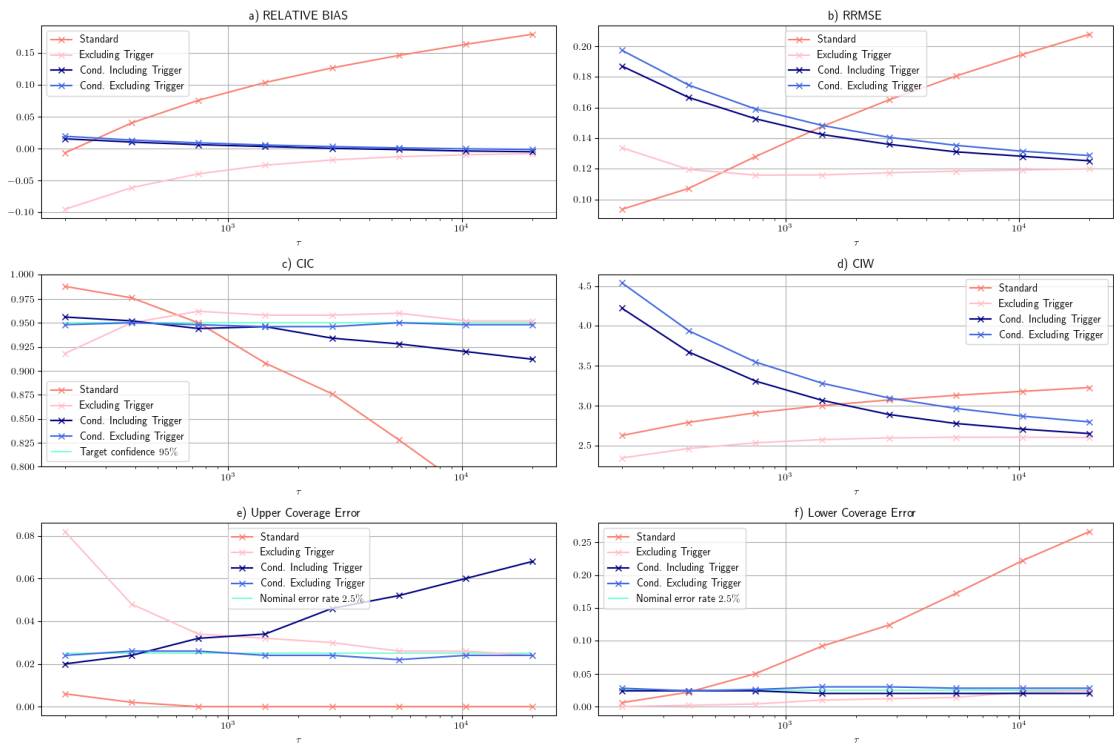 a) RELATIVE BIAS
Standard
Excluding Trigger
Cond. Including Trigger
Cond. Excluding Trigger
0.15
0.10
0.05
0.00
−0.05
−0.10
10³
10⁴
τ
b) RRMSE
Standard
Excluding Trigger
Cond. Including Trigger
Cond. Excluding Trigger
0.20
0.18
0.16
0.14
0.12
0.10
10³
10⁴
τ
c) CIC
1.000
0.975
0.950
0.925
0.900
0.875
0.850
0.825
0.800
Standard
Excluding Trigger
Cond. Including Trigger
Cond. Excluding Trigger
Target confidence 95%
10³
10⁴
τ
d) CIW
Standard
Excluding Trigger
Cond. Including Trigger
Cond. Excluding Trigger
4.5
4.0
3.5
3.0
2.5
10³
10⁴
τ
e) Upper Coverage Error
Standard
Excluding Trigger
Cond. Including Trigger
Cond. Excluding Trigger
Nominal error rate 2.5%
0.08
0.06
0.04
0.02
0.00
10³
10⁴
τ
f) Lower Coverage Error
Standard
Excluding Trigger
Cond. Including Trigger
Cond. Excluding Trigger
Nominal error rate 2.5%
0.25
0.20
0.15
0.10
0.05
0.00
10³
10⁴
τ